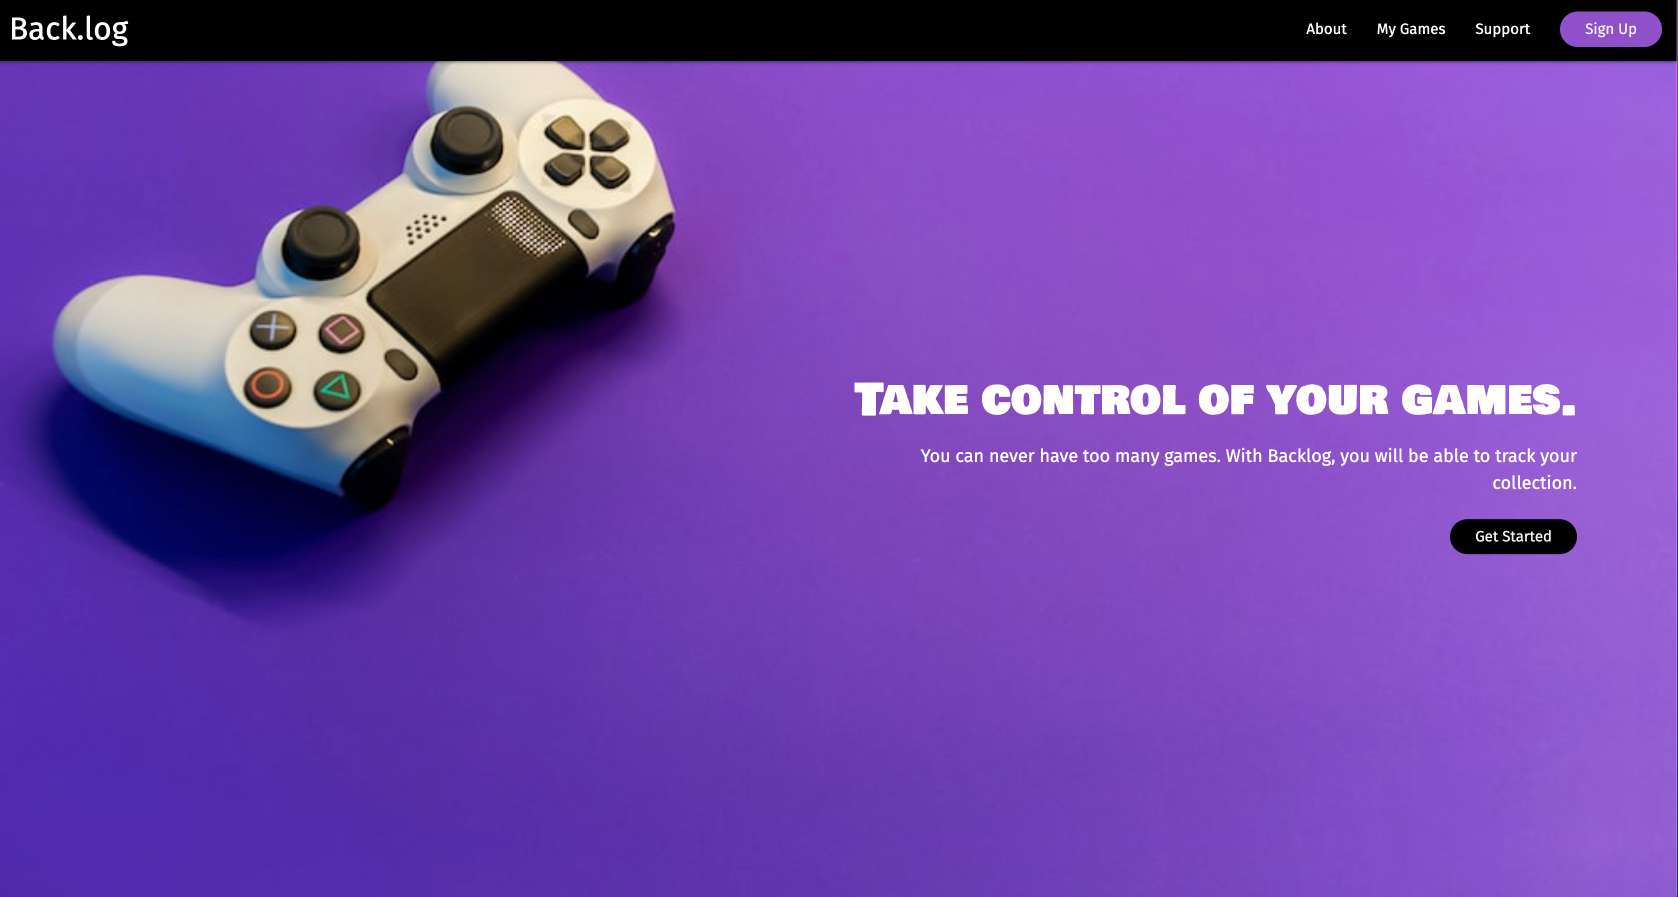 Back.log
About
My Games
Support
Sign Up
Take control of your games.
You can never have too many games. With Backlog, you will be able to track your
collection.
Get Started